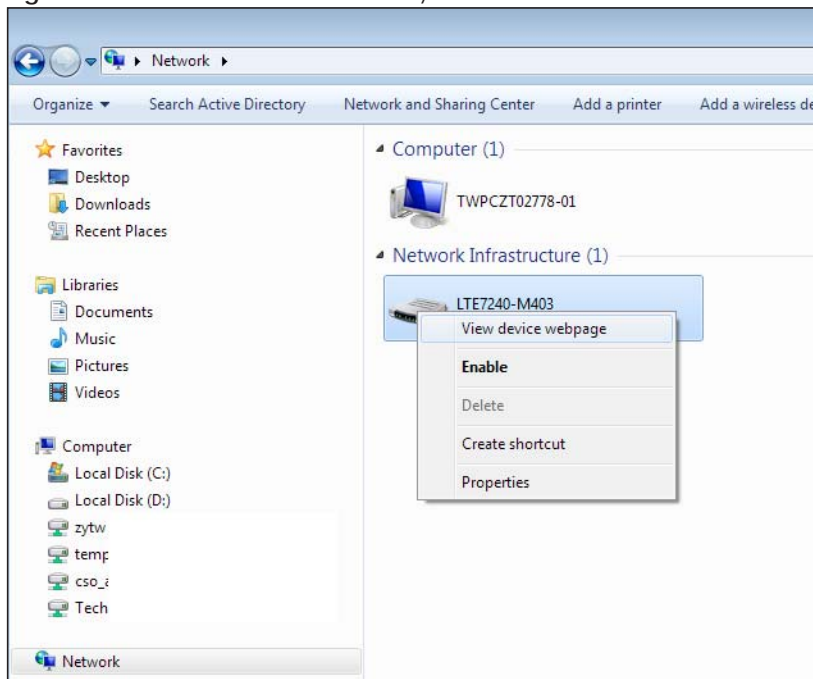 Network
Organize
Search Active Directory
Network and Sharing Center
Add a printer
Add a wireless de
Favorites
Desktop
Downloads
Recent Places
Libraries
Documents
Music
Pictures
Videos
Computer
Local Disk (C:)
Local Disk (D:)
zytw
temp
cso_
Tech
Network
Computer (1)
TWPCZT02778-01
Network Infrastructure (1)
LTE7240-M403
View device webpage
Enable
Delete
Create shortcut
Properties